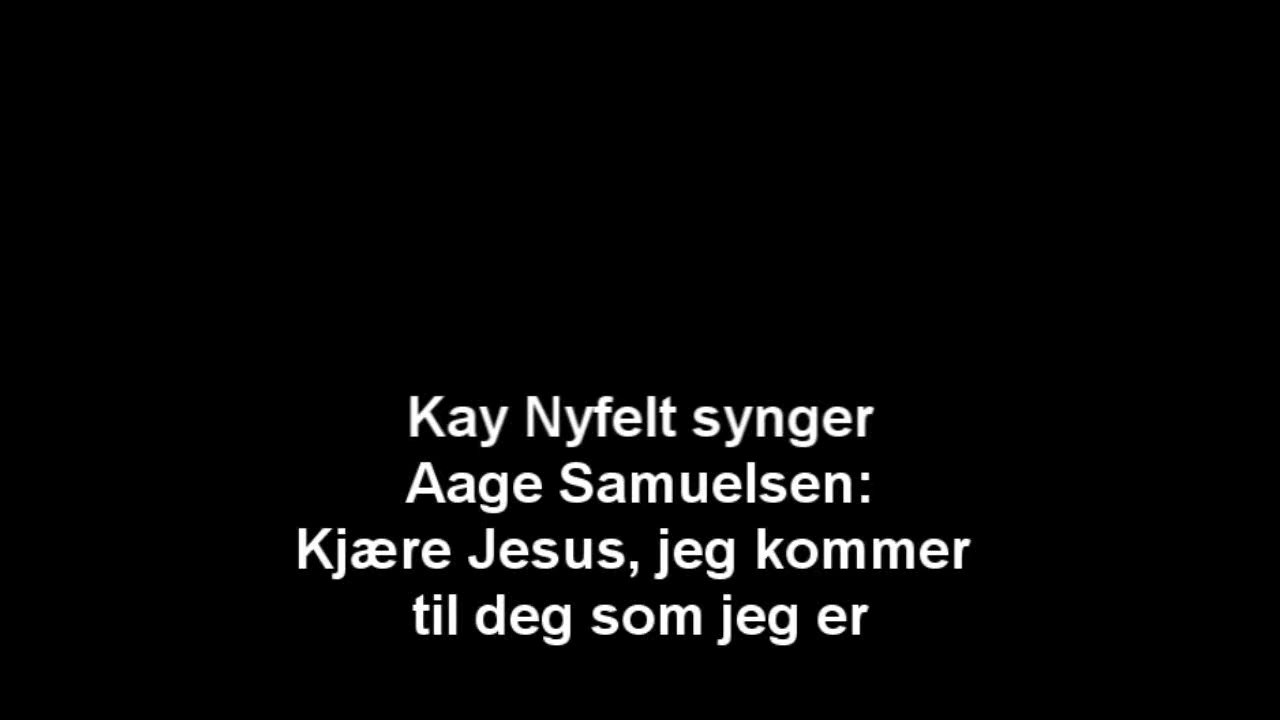 Kay Nyfelt synger
Aage Samuelsen:
Kjære Jesus, jeg kommer
til deg som jeg er